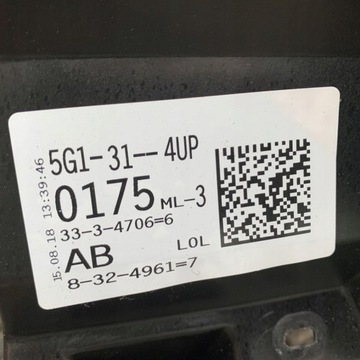 15.08.18 13:39:46
5G1-31--4UP
0175 ML-3
33-3-4706=6
AB LOL
8-32-4961=7